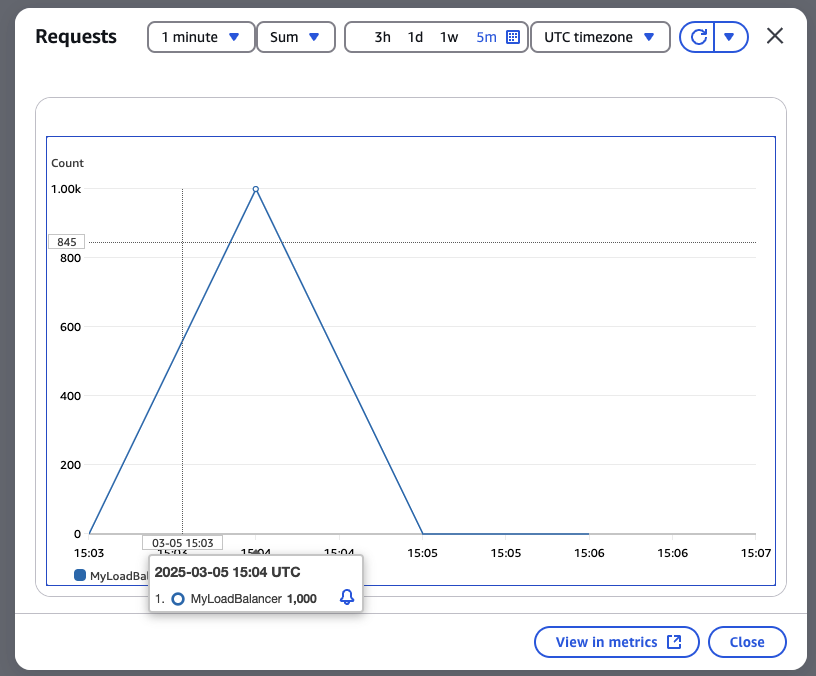 Requests
1 minute
Sum
3h 1d 1w 5m
UTC timezone
Count
1.00k
845
800
600
400
200
0
03-05 15:03
15:03 15:03 15:04 15:04 15:05 15:05 15:06 15:06 15:07
MyLoadBal
2025-03-05 15:04 UTC
1. MyLoadBalancer 1,000
View in metrics
Close